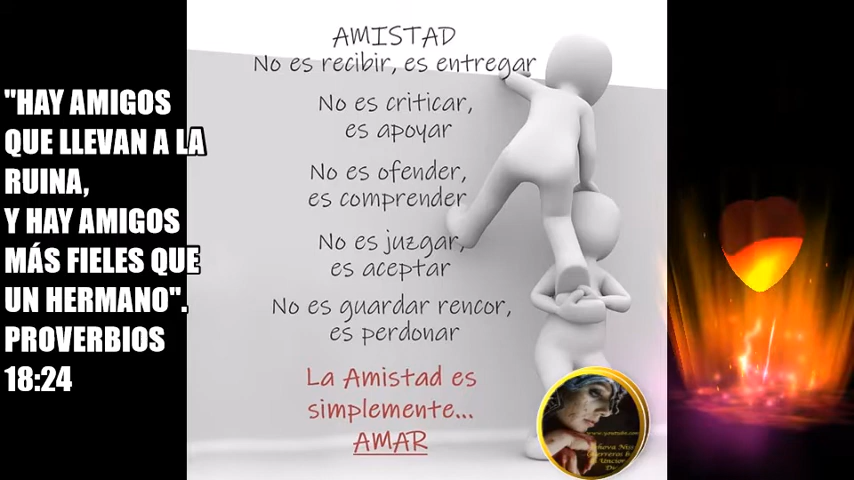 "HAY AMIGOS
QUE LLEVAN A LA
RUINA,
Y HAY AMIGOS
MÁS FIELES QUE
UN HERMANO".
PROVERBIOS
18:24
AMISTAD
No es recibir, es entregar
No es criticar,
es apoyar
No es ofender,
es comprender
No es juzgar,
es aceptar
No es guardar rencor,
es perdonar
La Amistad es
simplemente...
AMAR